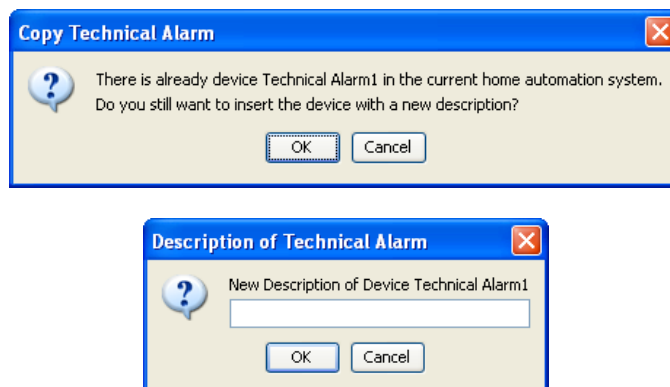 Copy Technical Alarm
There is already device Technical Alarm1 in the current home automation system.
Do you still want to insert the device with a new description?
OK Cancel
Description of Technical Alarm
New Description of Device Technical Alarm1
OK Cancel